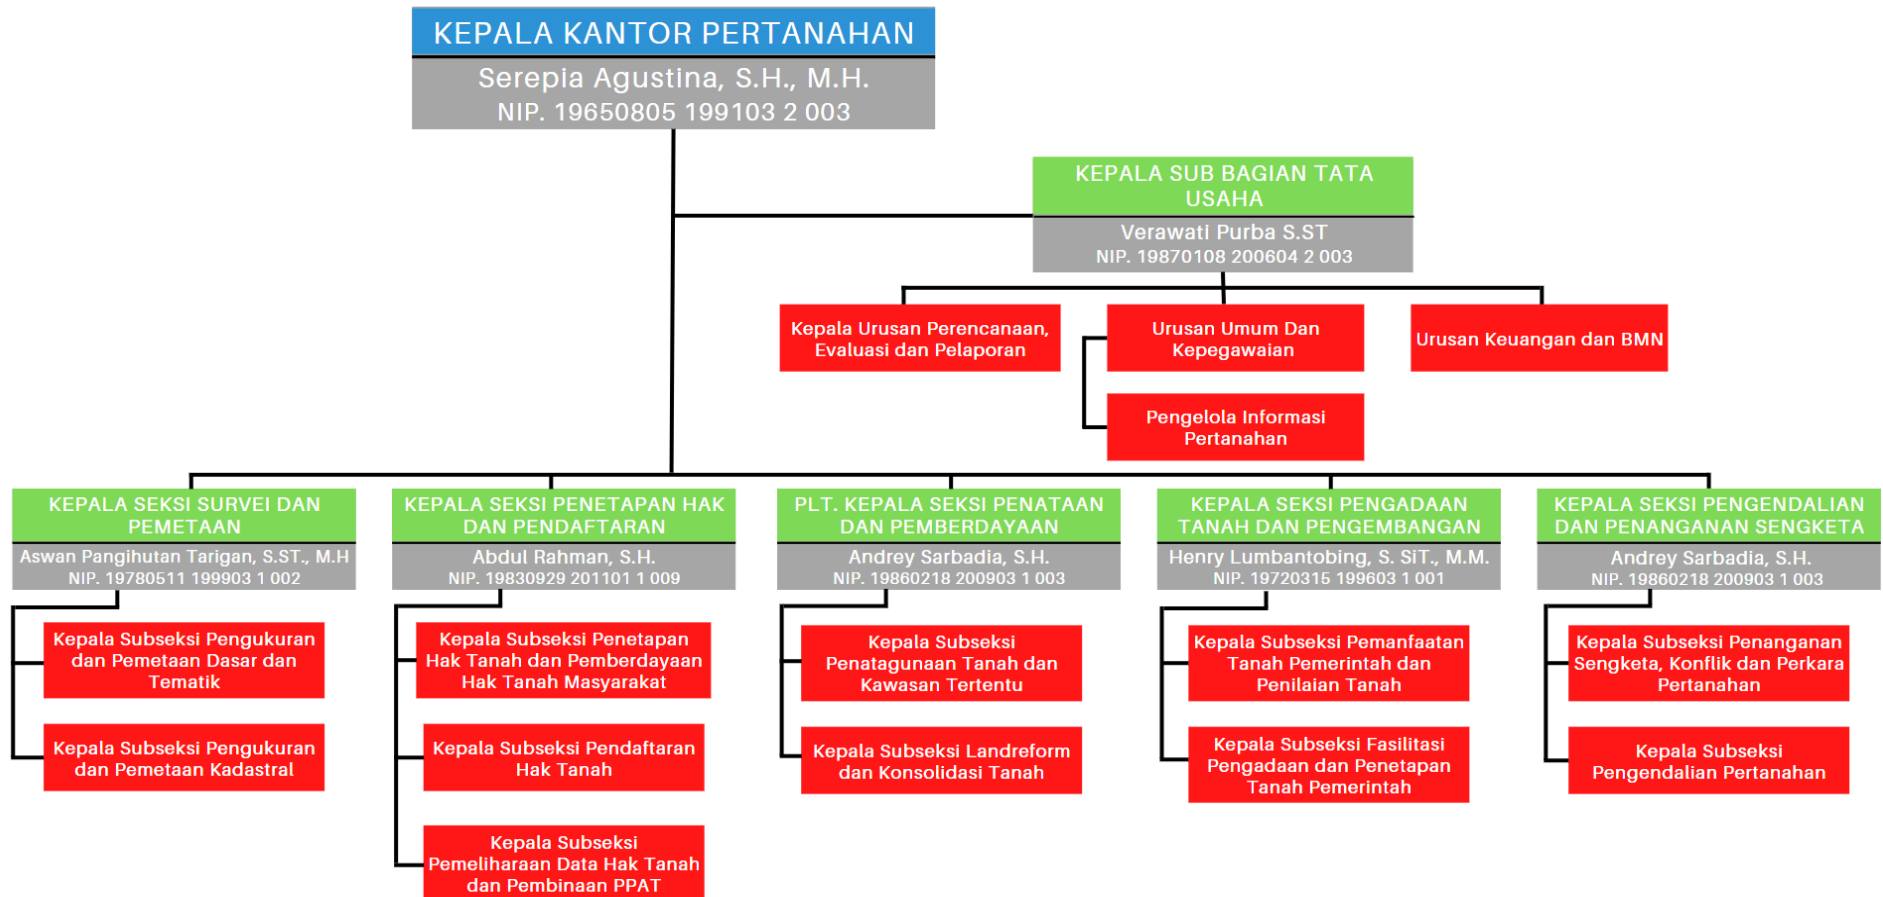 KEPALA KANTOR PERTANAHAN
Serepia Agustina, S.H., M.H.
NIP. 19650805 199103 2 003
KEPALA SUB BAGIAN TATA
USAHA
Verawati Purba S.ST
NIP. 19870108 200604 2 003
Kepala Urusan Perencanaan,
Evaluasi dan Pelaporan
Urusan Umum Dan
Kepegawaian
Urusan Keuangan dan BMN
Pengelola Informasi
Pertanahan
KEPALA SEKSI SURVEI DAN
PEMETAAN
Aswan Pangihutan Tarigan, S.ST., M.H
NIP. 19780511 199903 1 002
Kepala Subseksi Pengukuran
dan Pemetaan Dasar dan
Tematik
Kepala Subseksi Pengukuran
dan Pemetaan Kadastral
KEPALA SEKSI PENETAPAN HAK
DAN PENDAFTARAN
Abdul Rahman, S.H.
NIP. 19830929 201101 1 009
Kepala Subseksi Penetapan
Hak Tanah dan Pemberdayaan
Hak Tanah Masyarakat
Kepala Subseksi Pendaftaran
Hak Tanah
Kepala Subseksi
Pemeliharaan Data Hak Tanah
dan Pembinaan PPAT
PLT. KEPALA SEKSI PENATAAN
DAN PEMBERDAYAAN
Andrey Sarbadia, S.H.
NIP. 19860218 200903 1 003
Kepala Subseksi
Penatagunaan Tanah dan
Kawasan Tertentu
Kepala Subseksi Landreform
dan Konsolidasi Tanah
KEPALA SEKSI PENGADAAN
TANAH DAN PENGEMBANGAN
Henry Lumbantobing, S. SiT., M.M.
NIP. 19720315 199603 1 001
Kepala Subseksi Pemanfaatan
Tanah Pemerintah dan
Penilaian Tanah
Kepala Subseksi Fasilitasi
Pengadaan dan Penetapan
Tanah Pemerintah
KEPALA SEKSI PENGENDALIAN
DAN PENANGANAN SENGKETA
Andrey Sarbadia, S.H.
NIP. 19860218 200903 1 003
Kepala Subseksi Penanganan
Sengketa, Konflik dan Perkara
Pertanahan
Kepala Subseksi
Pengendalian Pertanahan